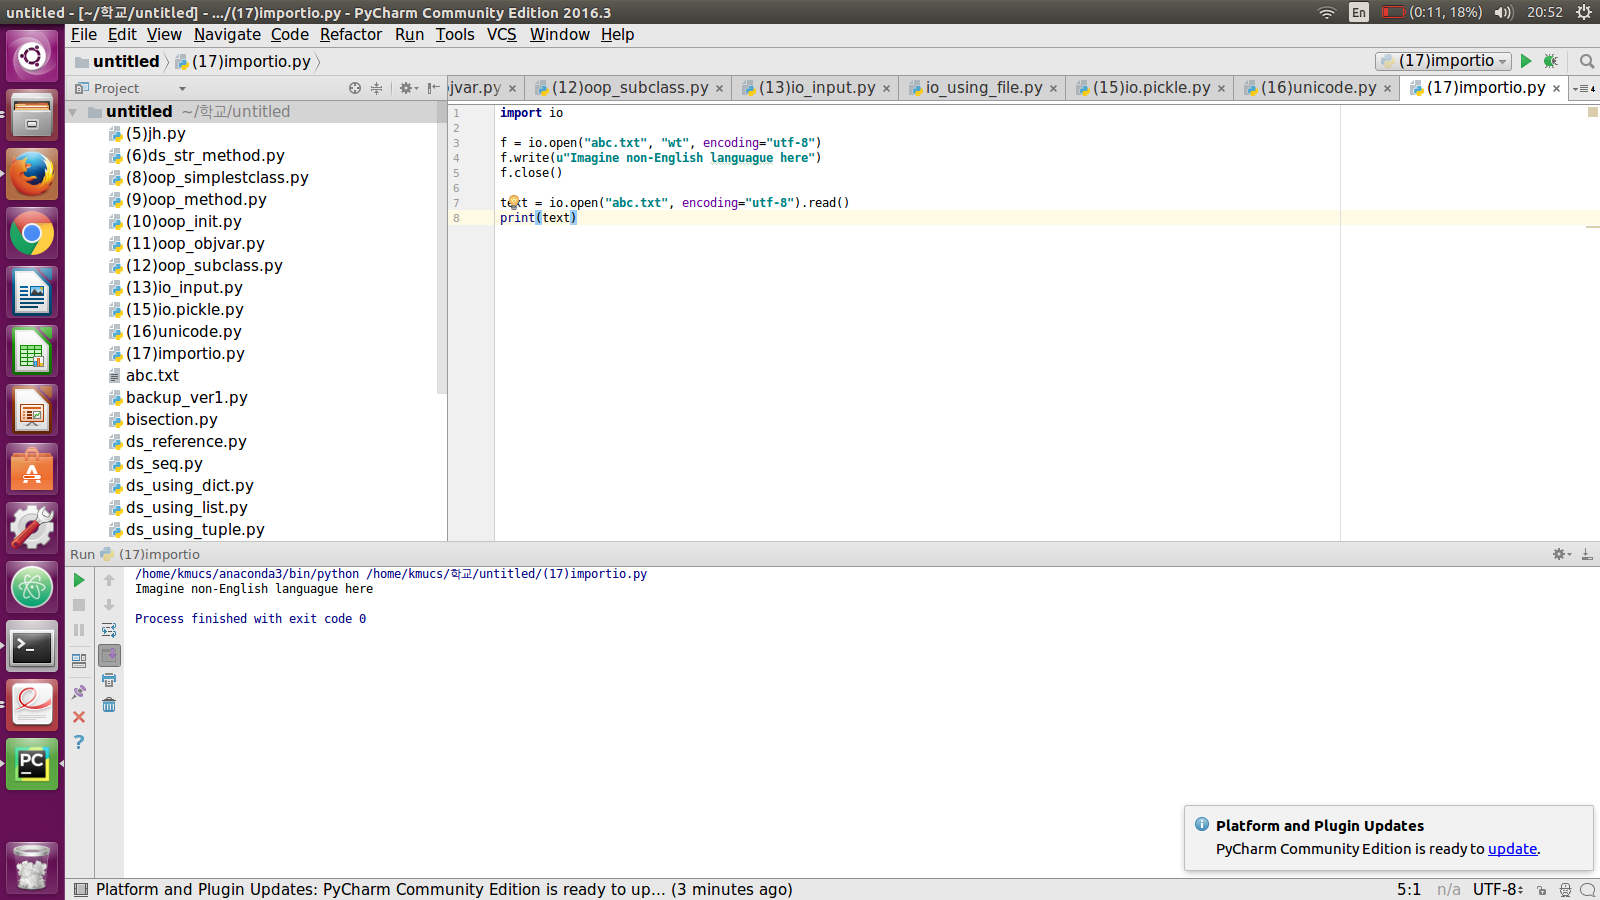 untitled - [~/학교/untitled] - .../(17)importio.py - PyCharm Community Edition 2016.3
En (0:11, 18%) 20:52
File Edit View Navigate Code Refactor Run Tools VCS Window Help
untitled (17)importio.py (17)importio
Project
jvar.py (12)oop_subclass.py (13)io_input.py io_using_file.py (15)io.pickle.py (16)unicode.py (17)importio.py 4
untitled ~/학교/untitled
(5)jh.py
(6)ds_str_method.py
(8)oop_simplestclass.py
(9)oop_method.py
(10)oop_init.py
(11)oop_objvar.py
(12)oop_subclass.py
(13)io_input.py
(15)io.pickle.py
(16)unicode.py
(17)importio.py
abc.txt
backup_ver1.py
bisection.py
ds_reference.py
ds_seq.py
ds_using_dict.py
ds_using_list.py
ds_using_tuple.py
1 import io
2
3 f = io.open("abc.txt", "wt", encoding="utf-8")
4 f.write(u"Imagine non-English languague here")
5 f.close()
6
7 text = io.open("abc.txt", encoding="utf-8").read()
8 print(text)
Run (17)importio
/home/kmucs/anaconda3/bin/python /home/kmucs/학교/untitled/(17)importio.py
Imagine non-English languague here
Process finished with exit code 0
Platform and Plugin Updates
PyCharm Community Edition is ready to update.
Platform and Plugin Updates: PyCharm Community Edition is ready to up... (3 minutes ago) 5:1 n/a UTF-8